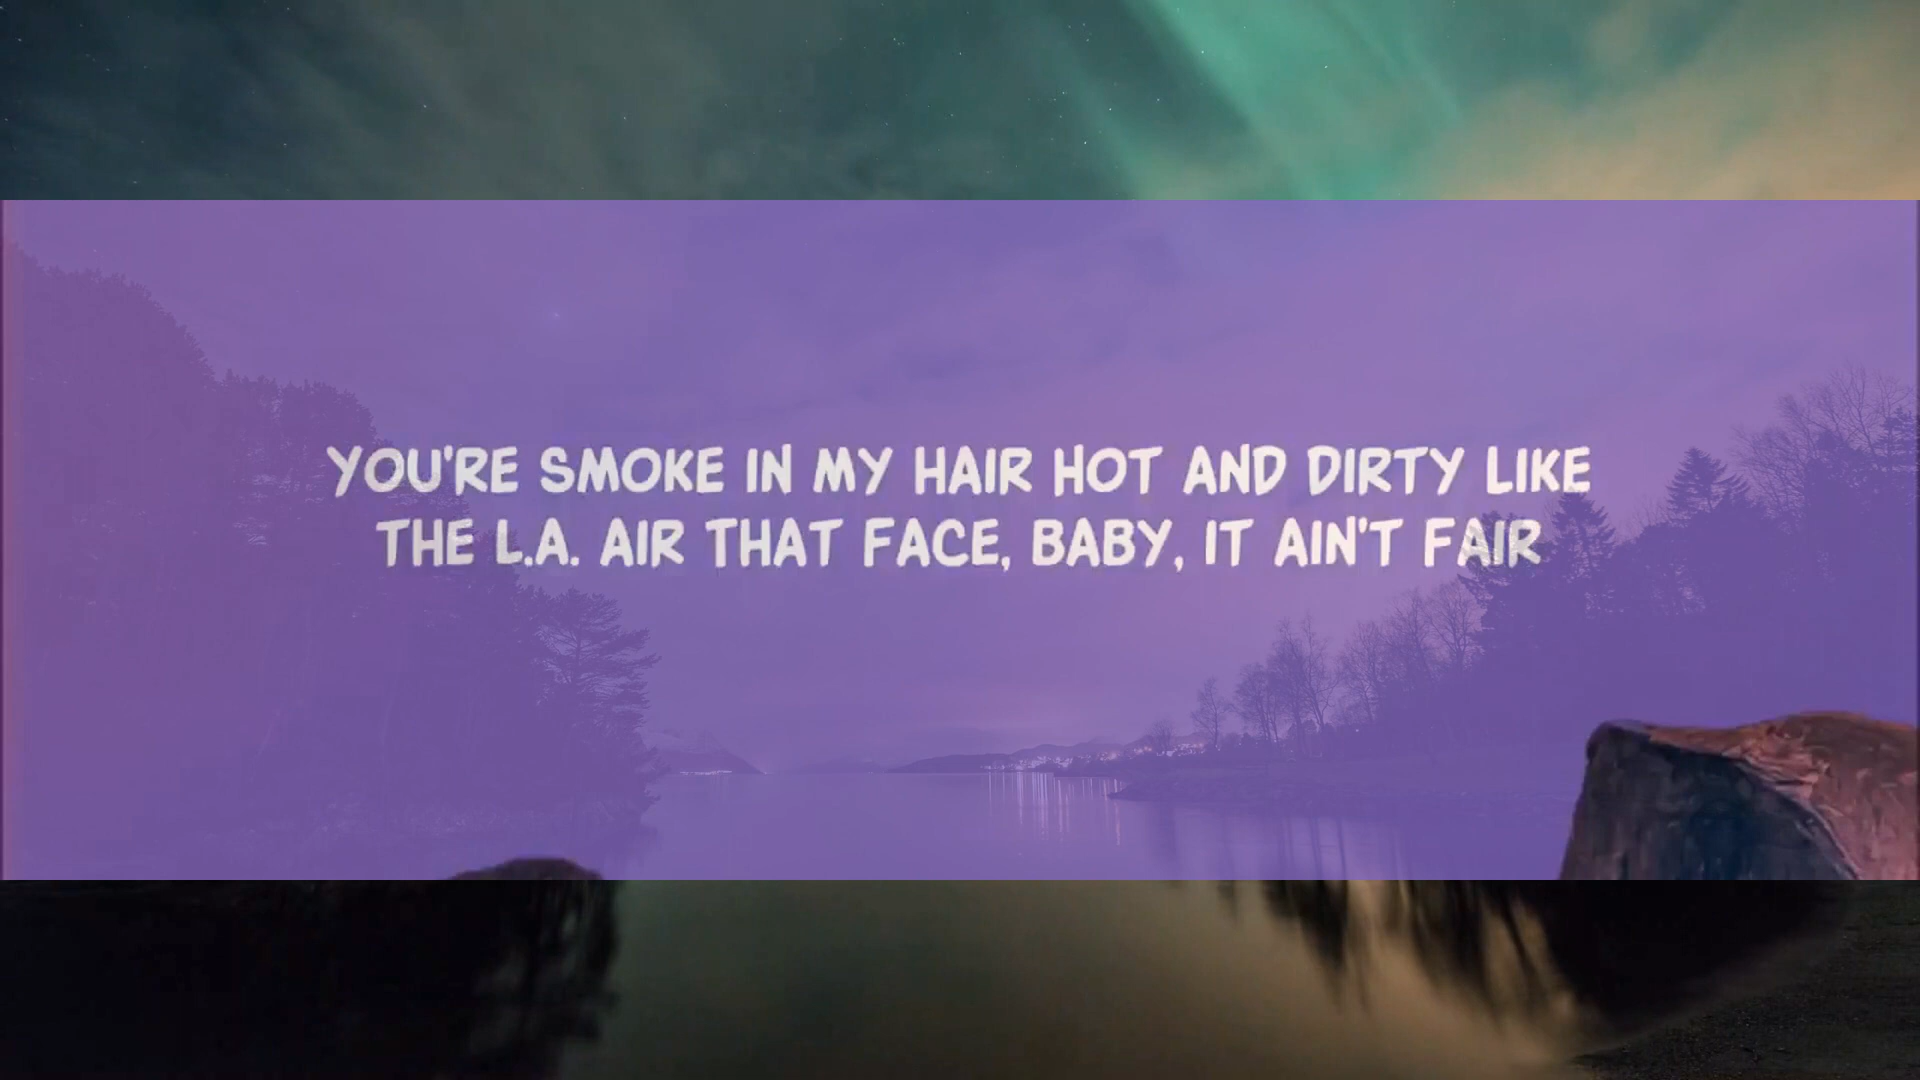 YOU'RE SMOKE IN MY HAIR HOT AND DIRTY LIKE
THE L.A. AIR THAT FACE, BABY, IT AIN'T FAIR